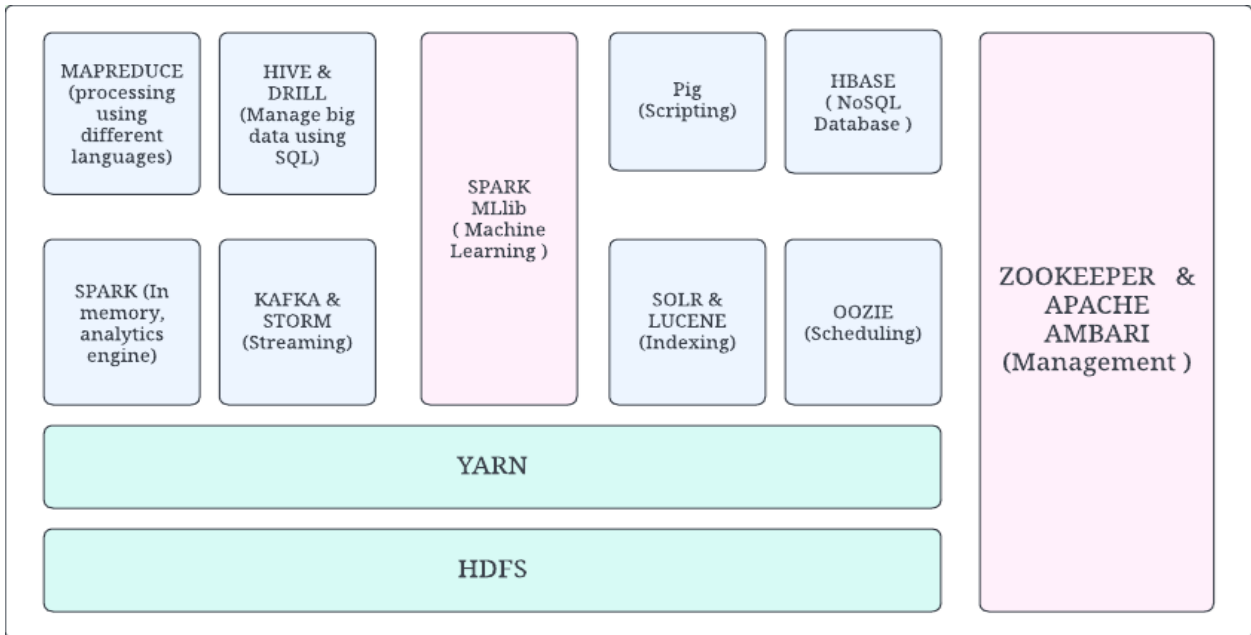 MAPREDUCE
(processing
using
different
languages)
HIVE &
DRILL
(Manage big
data using
SQL)
SPARK
MLlib
( Machine
Learning )
Pig
(Scripting)
HBASE
( NoSQL
Database )
SPARK (In
memory,
analytics
engine)
KAFKA &
STORM
(Streaming)
SOLR &
LUCENE
(Indexing)
OOZIE
(Scheduling)
ZOOKEEPER &
APACHE
AMBARI
(Management )
YARN
HDFS